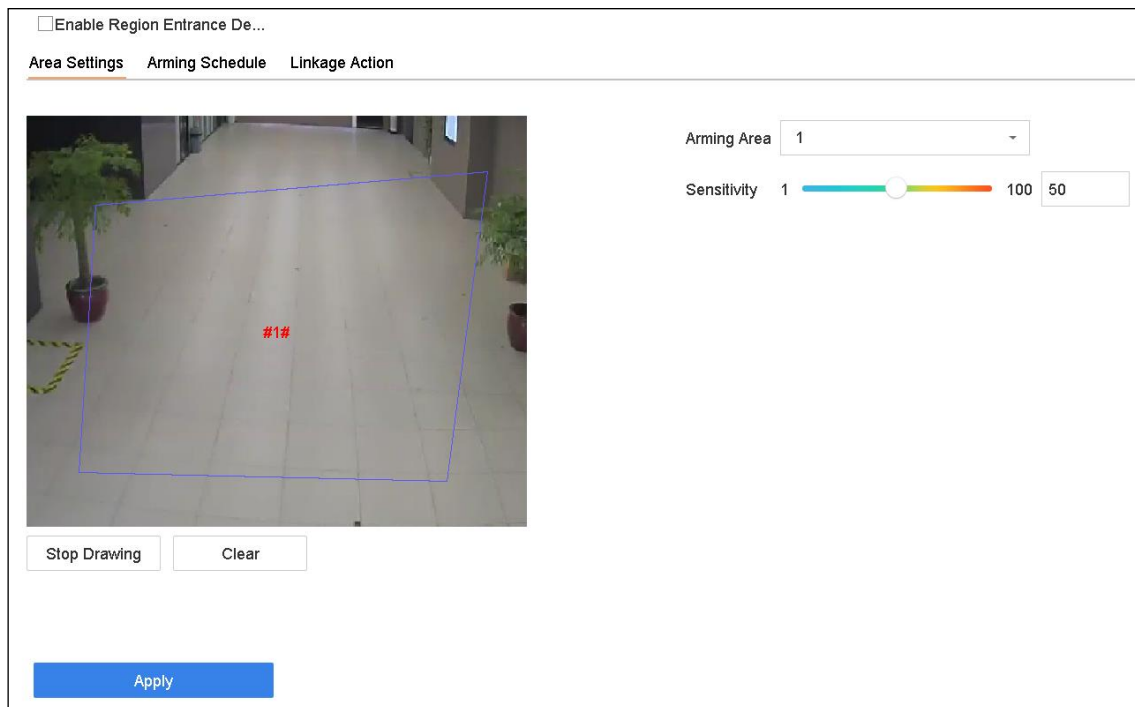 Enable Region Entrance De...
Area Settings Arming Schedule Linkage Action
Arming Area 1
Sensitivity 1 100 50
#1#
Stop Drawing Clear
Apply